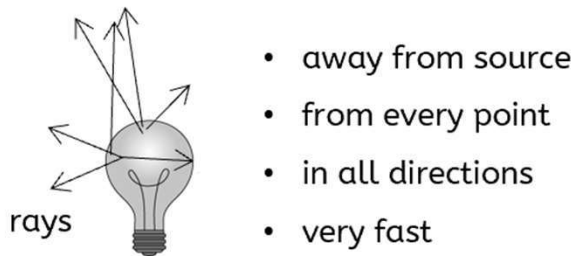 • away from source
• from every point
• in all directions
• very fast
rays